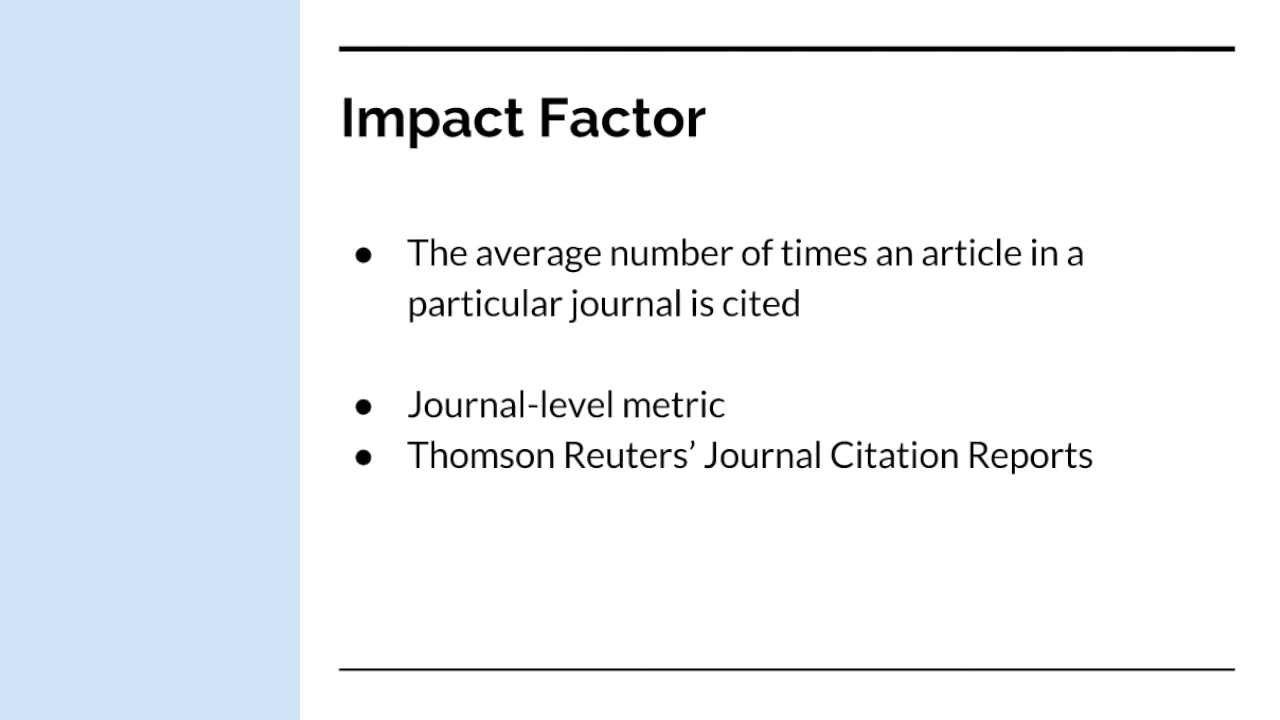 Impact Factor
● The average number of times an article in a
particular journal is cited
● Journal-level metric
● Thomson Reuters’ Journal Citation Reports